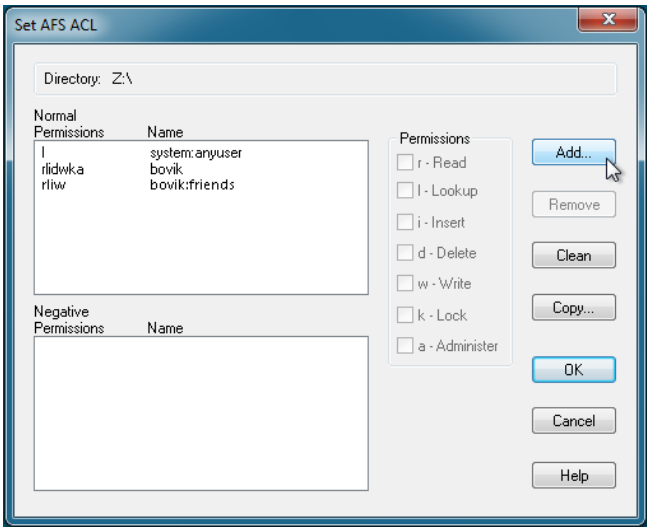 Set AFS ACL
Directory: Z:\
Normal
Permissions Name
l system:anyuser
rlidwka bovik
rliw bovik:friends
Negative
Permissions Name
Permissions
r - Read
l - Lookup
i - Insert
d - Delete
w - Write
k - Lock
a - Administer
Add...
Remove
Clean
Copy...
OK
Cancel
Help